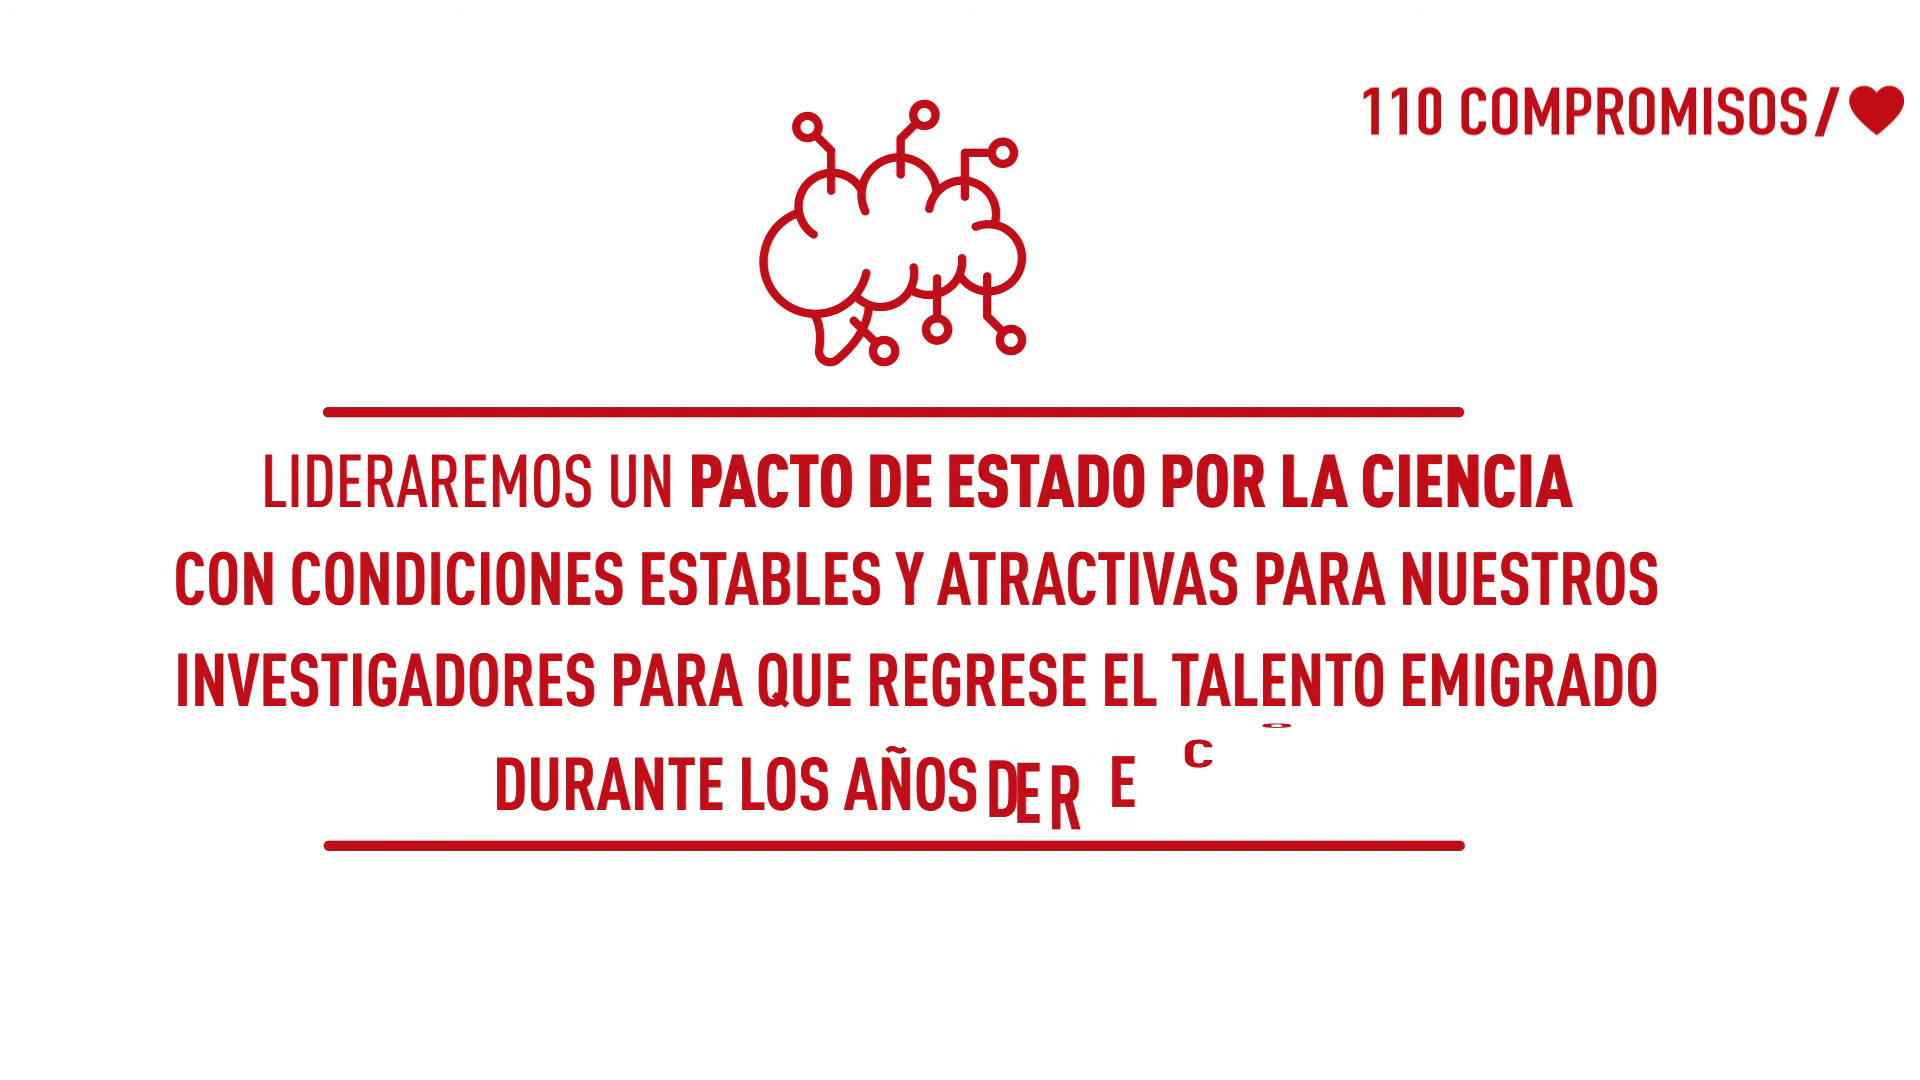 110 COMPROMISOS/
LIDERAREMOS UN PACTO DE ESTADO POR LA CIENCIA
CON CONDICIONES ESTABLES Y ATRACTIVAS PARA NUESTROS
INVESTIGADORES PARA QUE REGRESE EL TALENTO EMIGRADO
DURANTE LOS AÑOS DE R E C